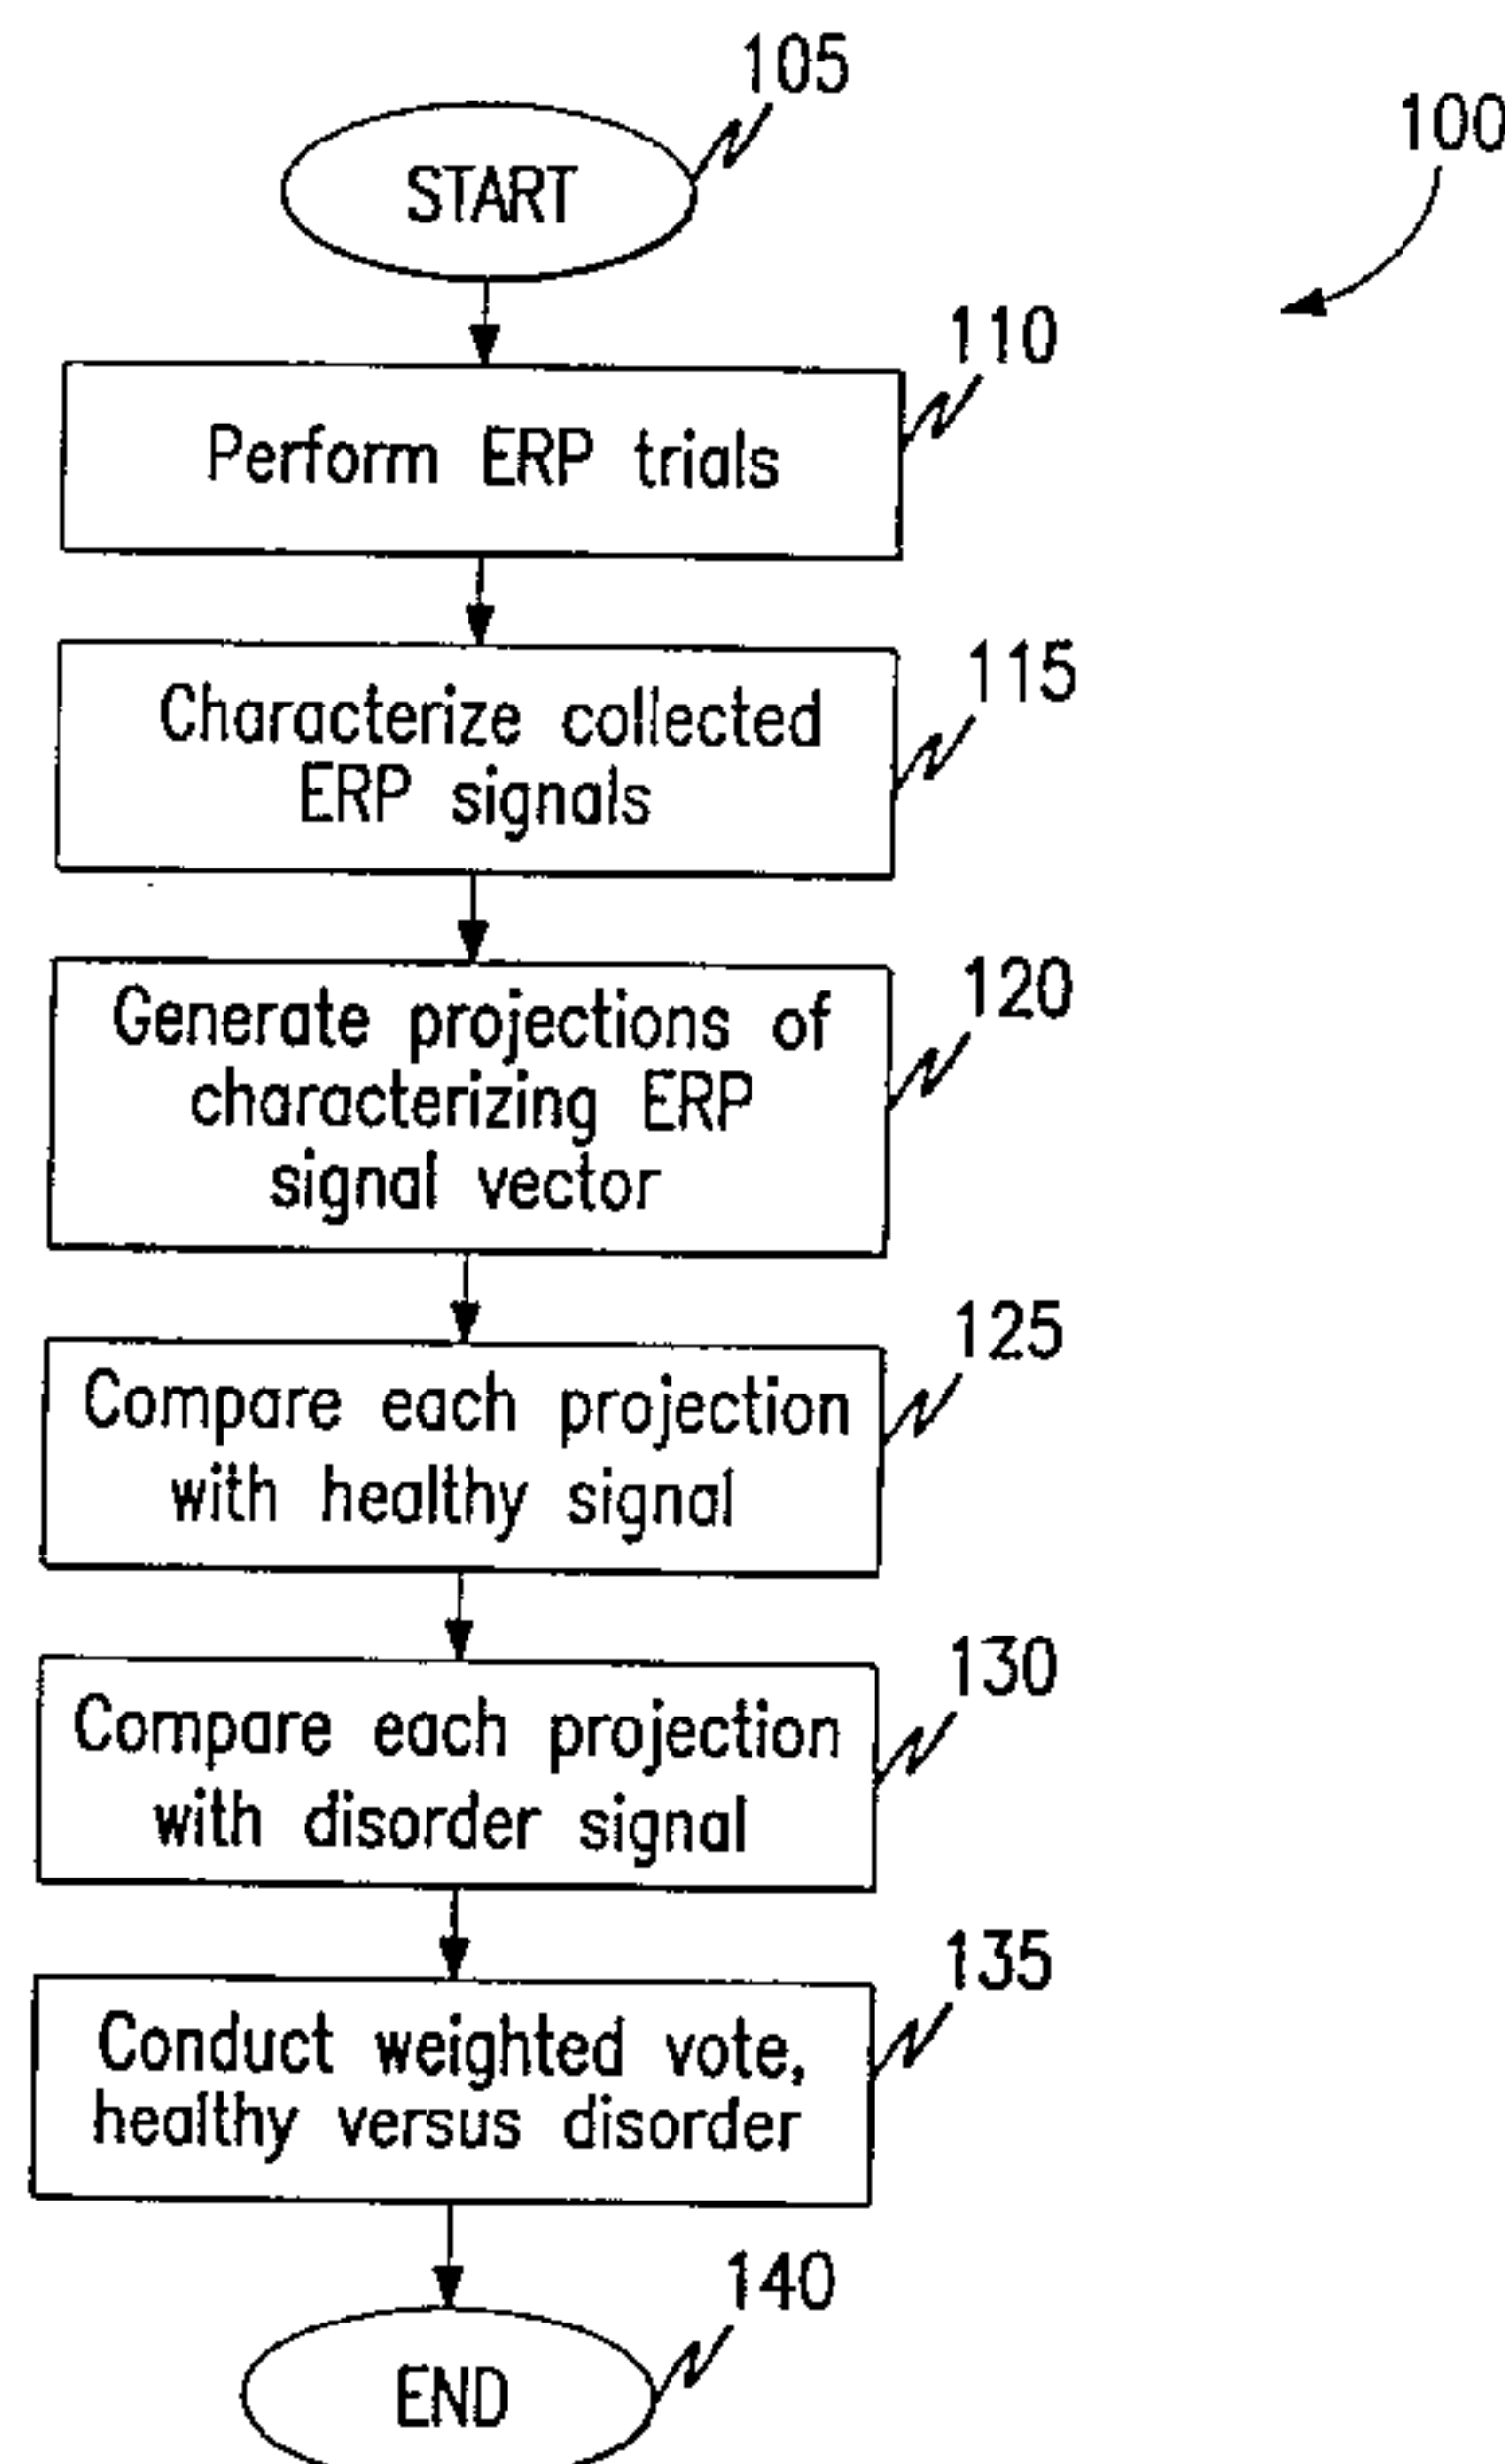 105
START
100
110
Perform ERP trials
115
Characterize collected
ERP signals
120
Generate projections of
characterizing ERP
signal vector
125
Compare each projection
with healthy signal
130
Compare each projection
with disorder signal
135
Conduct weighted vote,
healthy versus disorder
140
END